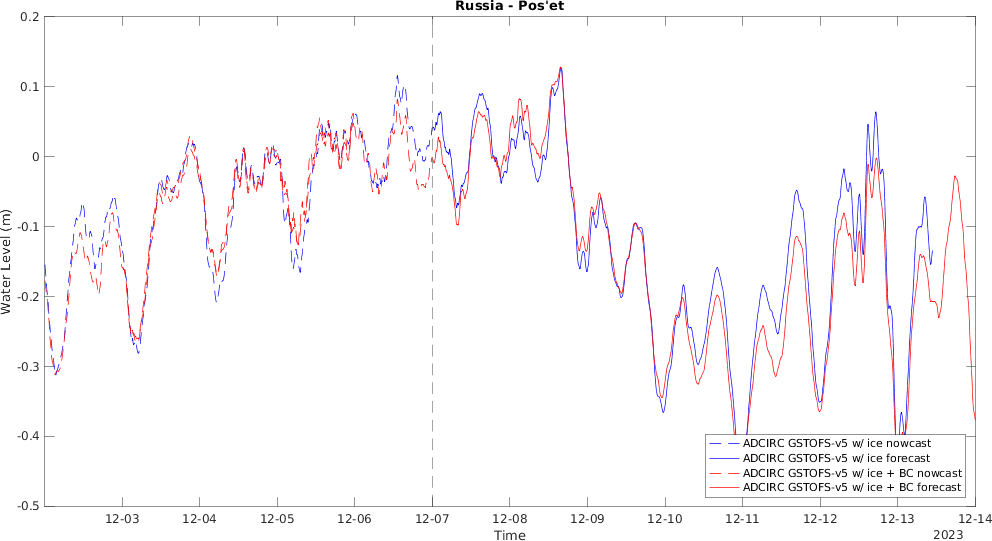 Russia - Pos'et
0.2
0.1
0
-0.1
-0.2
-0.3
-0.4
-0.5
Water Level (m)
ADCIRC GSTOFS-v5 w/ ice nowcast
ADCIRC GSTOFS-v5 w/ ice forecast
ADCIRC GSTOFS-v5 w/ ice + BC nowcast
ADCIRC GSTOFS-v5 w/ ice + BC forecast
12-03 12-04 12-05 12-06 12-07 12-08 12-09 12-10 12-11 12-12 12-13 12-14
Time
2023